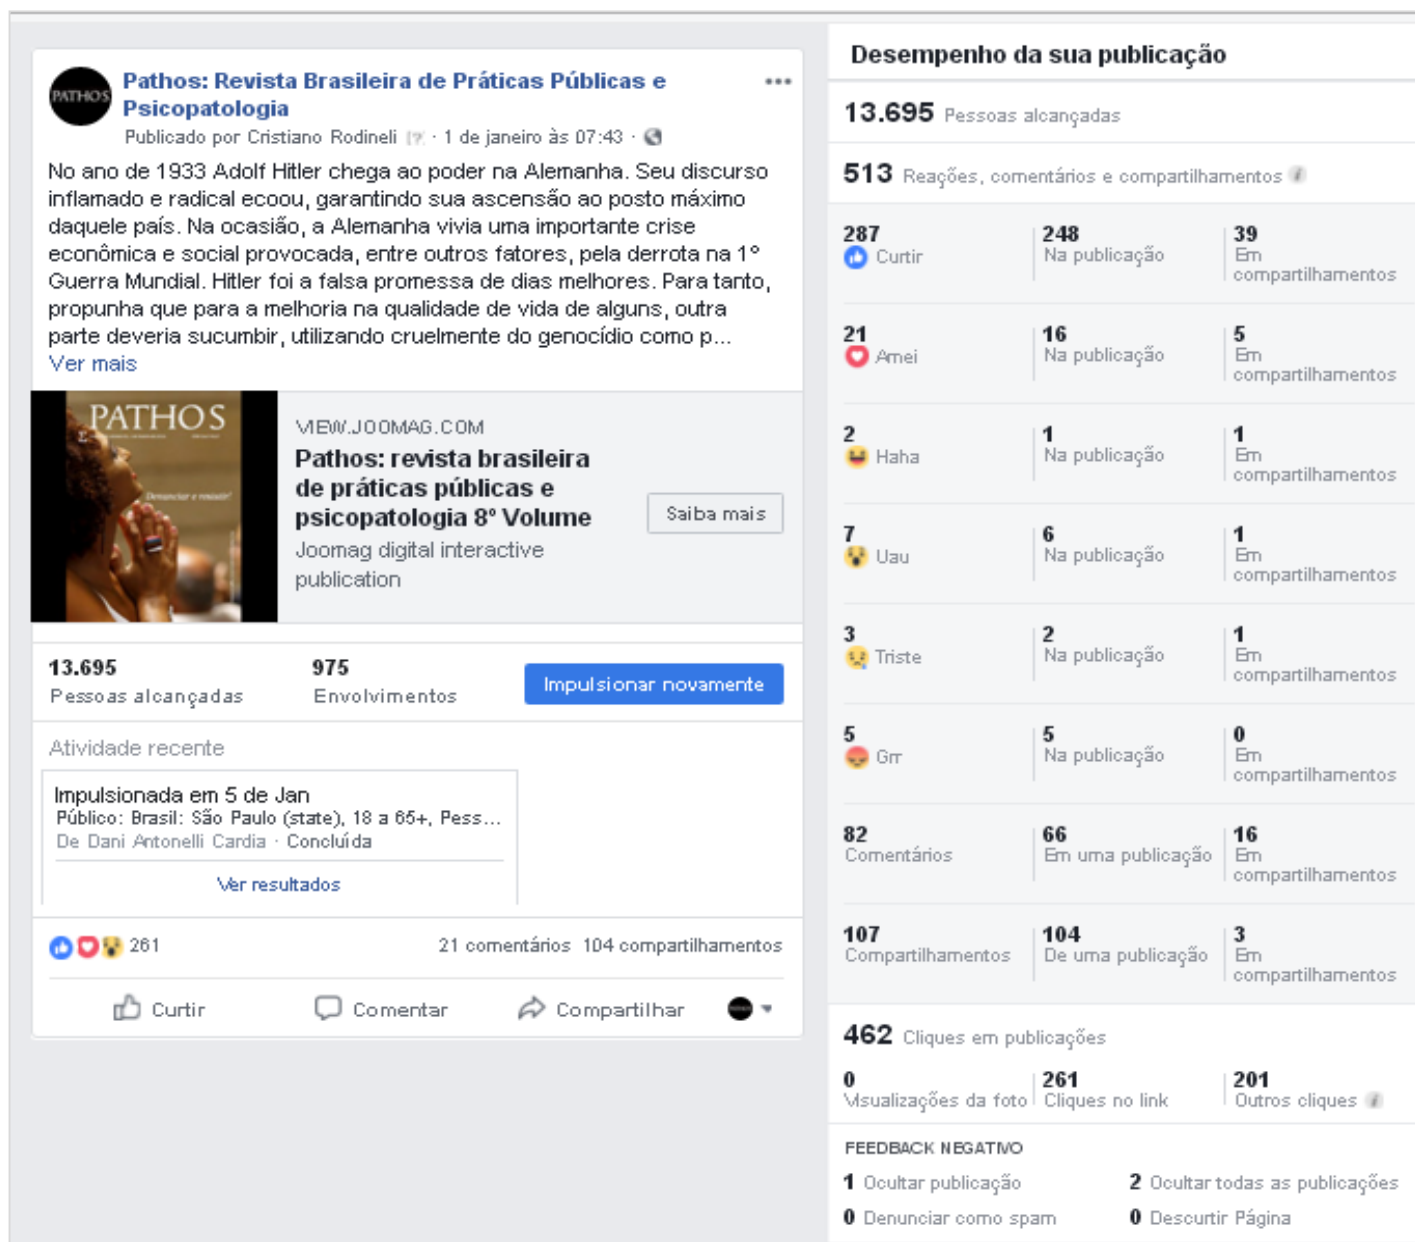 Pathos: Revista Brasileira de Práticas Públicas e
Psicopatologia
Publicado por Cristiano Rodineli [?] · 1 de janeiro às 07:43 ·
No ano de 1933 Adolf Hitler chega ao poder na Alemanha. Seu discurso
inflamado e radical ecoou, garantindo sua ascensão ao posto máximo
daquele país. Na ocasião, a Alemanha vivia uma importante crise
econômica e social provocada, entre outros fatores, pela derrota na 1°
Guerra Mundial. Hitler foi a falsa promessa de dias melhores. Para tanto,
propunha que para a melhoria na qualidade de vida de alguns, outra
parte deveria sucumbir, utilizando cruelmente do genocídio como p...
Ver mais
PATHOS
PATHOS
Denunciar e resistir!
VIEW.JOOMAG.COM
Pathos: revista brasileira
de práticas públicas e
psicopatologia 8º Volume
Joomag digital interactive
publication
Saiba mais
13.695 Pessoas alcançadas
975 Envolvimentos
Impulsionar novamente
Atividade recente
Impulsionada em 5 de Jan
Público: Brasil: São Paulo (state), 18 a 65+, Pess...
De Dani Antonelli Cardia · Concluída
Ver resultados
261 21 comentários 104 compartilhamentos
Curtir Comentar Compartilhar
Desempenho da sua publicação
13.695 Pessoas alcançadas
513 Reações, comentários e compartilhamentos
287 Curtir
248 Na publicação
39 Em compartilhamentos
21 Amei
16 Na publicação
5 Em compartilhamentos
2 Haha
1 Na publicação
1 Em compartilhamentos
7 Uau
6 Na publicação
1 Em compartilhamentos
3 Triste
2 Na publicação
1 Em compartilhamentos
5 Grr
5 Na publicação
0 Em compartilhamentos
82 Comentários
66 Em uma publicação
16 Em compartilhamentos
107 Compartilhamentos
104 De uma publicação
3 Em compartilhamentos
462 Cliques em publicações
0 Visualizações da foto
261 Cliques no link
201 Outros cliques
FEEDBACK NEGATIVO
1 Ocultar publicação
2 Ocultar todas as publicações
0 Denunciar como spam
0 Descurtir Página